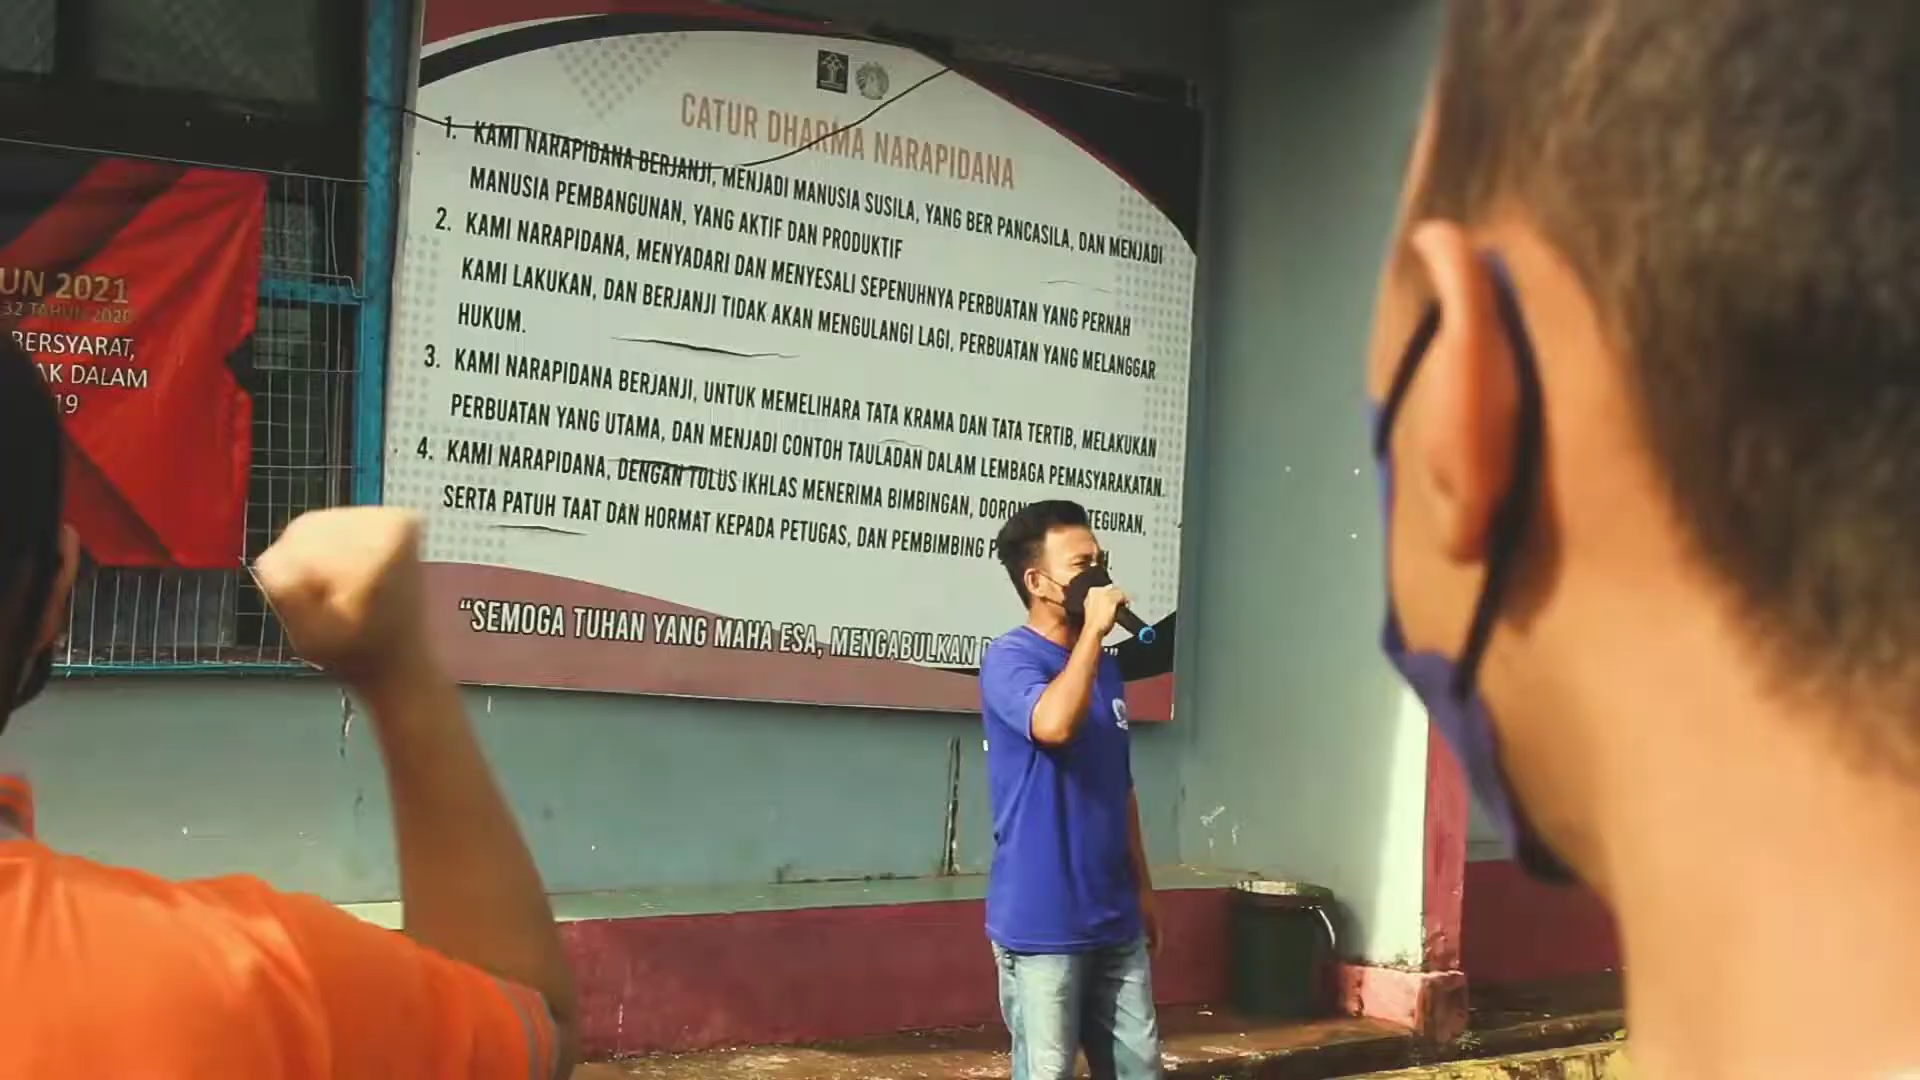 CATUR DHARMA NARAPIDANA
1. KAMI NARAPIDANA BERJANJI, MENJADI MANUSIA SUSILA, YANG BER PANCASILA, DAN MENJADI
MANUSIA PEMBANGUNAN, YANG AKTIF DAN PRODUKTIF
2. KAMI NARAPIDANA, MENYADARI DAN MENYESALI SEPENUHNYA PERBUATAN YANG PERNAH
KAMI LAKUKAN, DAN BERJANJI TIDAK AKAN MENGULANGI LAGI, PERBUATAN YANG MELANGGAR
HUKUM.
3. KAMI NARAPIDANA BERJANJI, UNTUK MEMELIHARA TATA KRAMA DAN TATA TERTIB, MELAKUKAN
PERBUATAN YANG UTAMA, DAN MENJADI CONTOH TAULADAN DALAM LEMBAGA PEMASYARAKATAN.
4. KAMI NARAPIDANA, DENGAN TULUS IKHLAS MENERIMA BIMBINGAN, TEGURAN,
SERTA PATUH TAAT DAN HORMAT KEPADA PETUGAS, DAN PEMBIMBING
"SEMOGA TUHAN YANG MAHA ESA, MENGABULKAN
UN 2021
32 TAHUN 2020
BERSYARAT,
AK DALAM
19